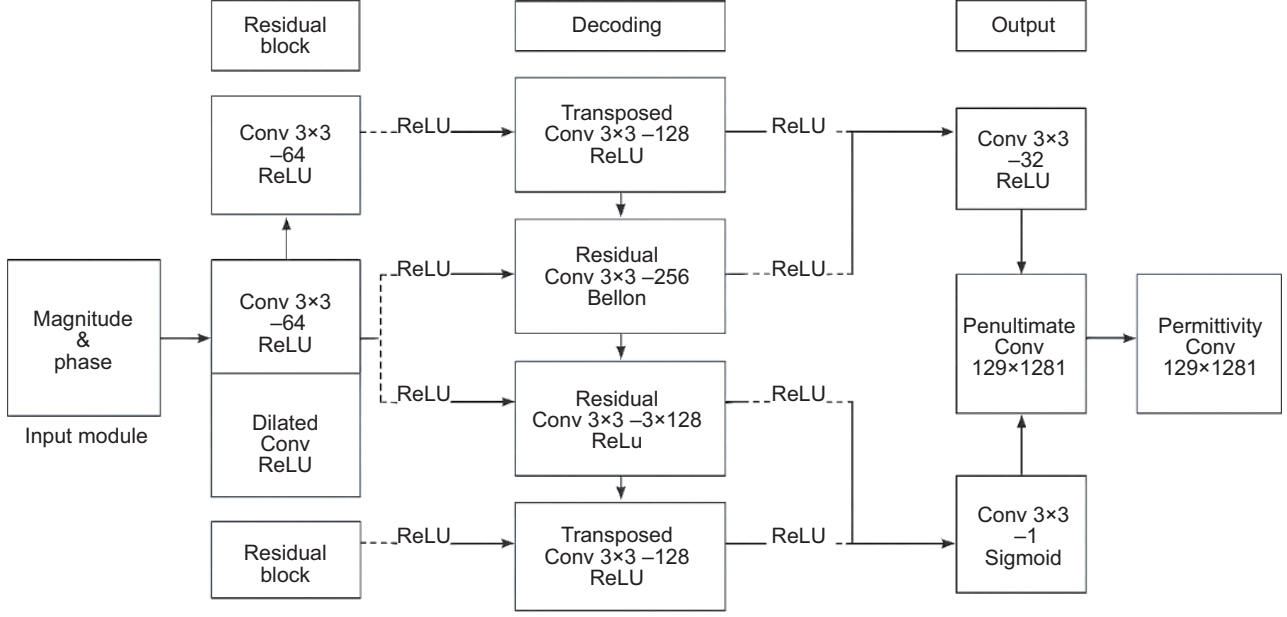 Residual
block
Decoding
Output
Conv 3×3
–64
ReLU
ReLU
Transposed
Conv 3×3 –128
ReLU
ReLU
Conv 3×3
–32
ReLU
Magnitude
&
phase
Input module
Conv 3×3
–64
ReLU
Dilated
Conv
ReLU
ReLU
Residual
Conv 3×3 –256
Bellon
ReLU
ReLU
Residual
Conv 3×3 –3×128
ReLu
ReLU
Penultimate
Conv
129×1281
Permittivity
Conv
129×1281
Residual
block
ReLU
Transposed
Conv 3×3 –128
ReLU
ReLU
Conv 3×3
–1
Sigmoid